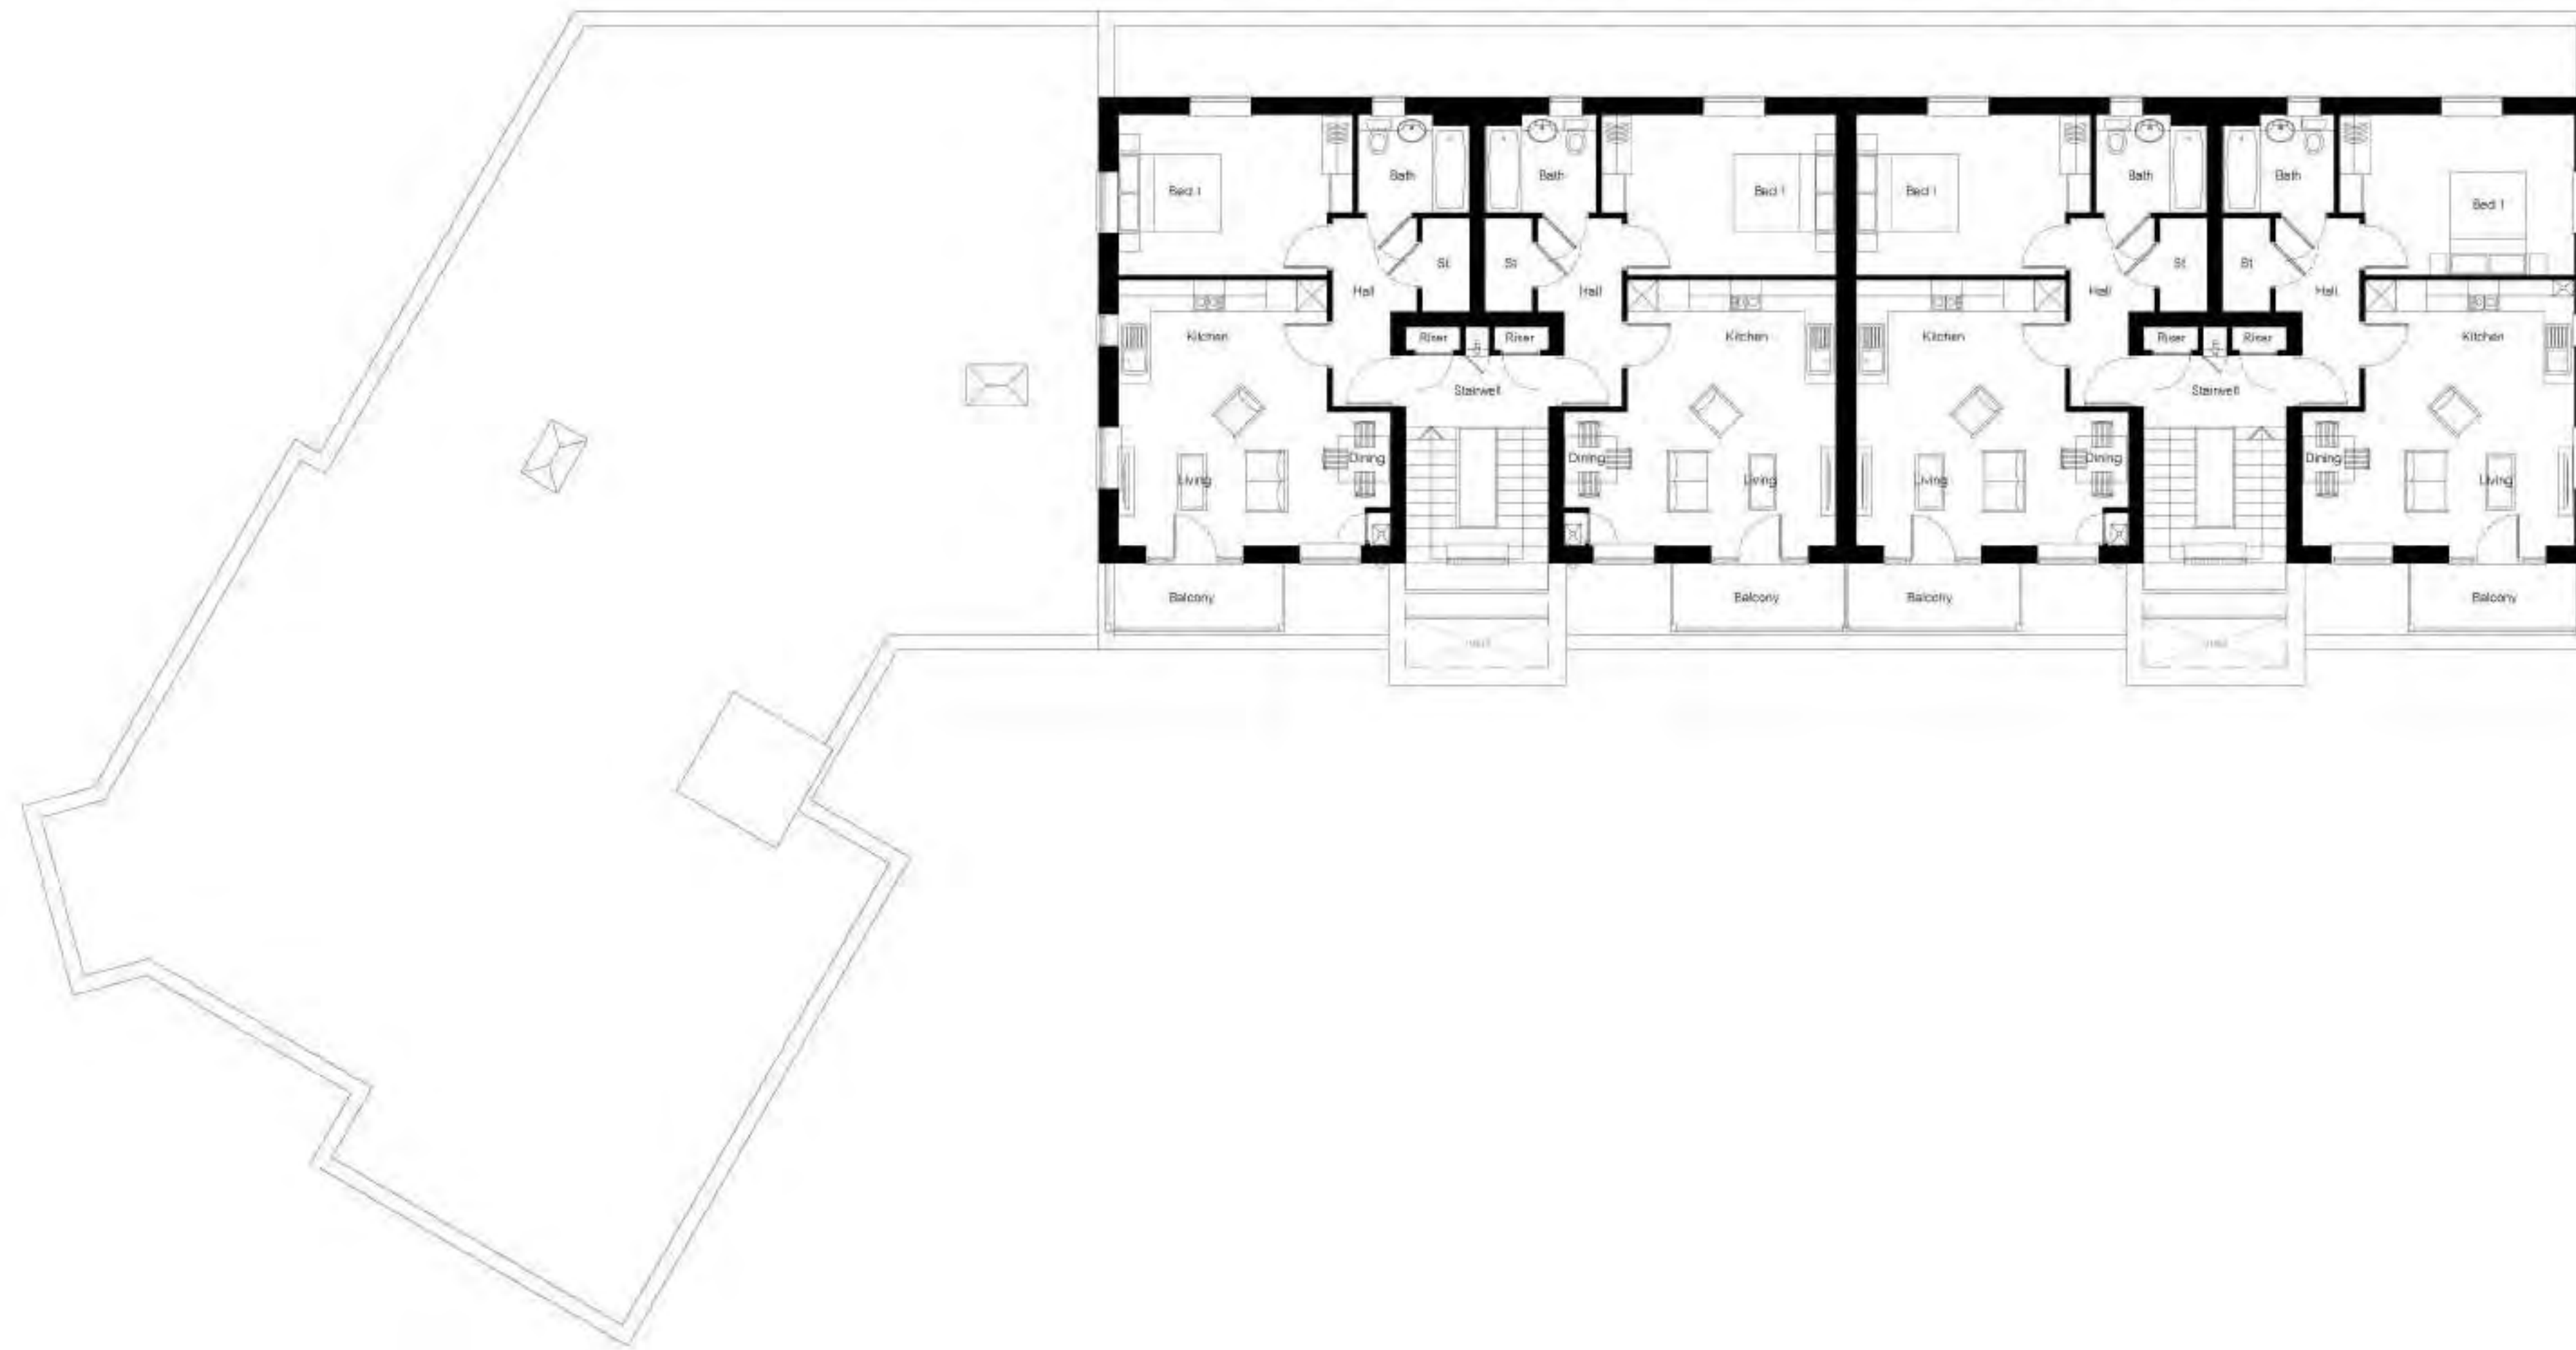 Bath
Bath
Bath
Bath
Bed 1
Bed 1
Bed 1
Bed 1
St
St
St
St
Hall
Hall
Hall
Hall
Kitchen
Riser
Riser
Kitchen
Kitchen
Riser
Riser
Kitchen
Stairwell
Stairwell
Dining
Dining
Dining
Dining
Living
Living
Living
Living
Balcony
Balcony
Balcony
Balcony